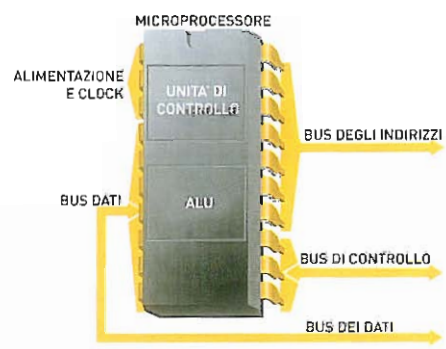 MICROPROCESSORE
ALIMENTAZIONE
E CLOCK
UNITA' DI
CONTROLLO
BUS DEGLI INDIRIZZI
BUS DATI
ALU
BUS DI CONTROLLO
BUS DEI DATI